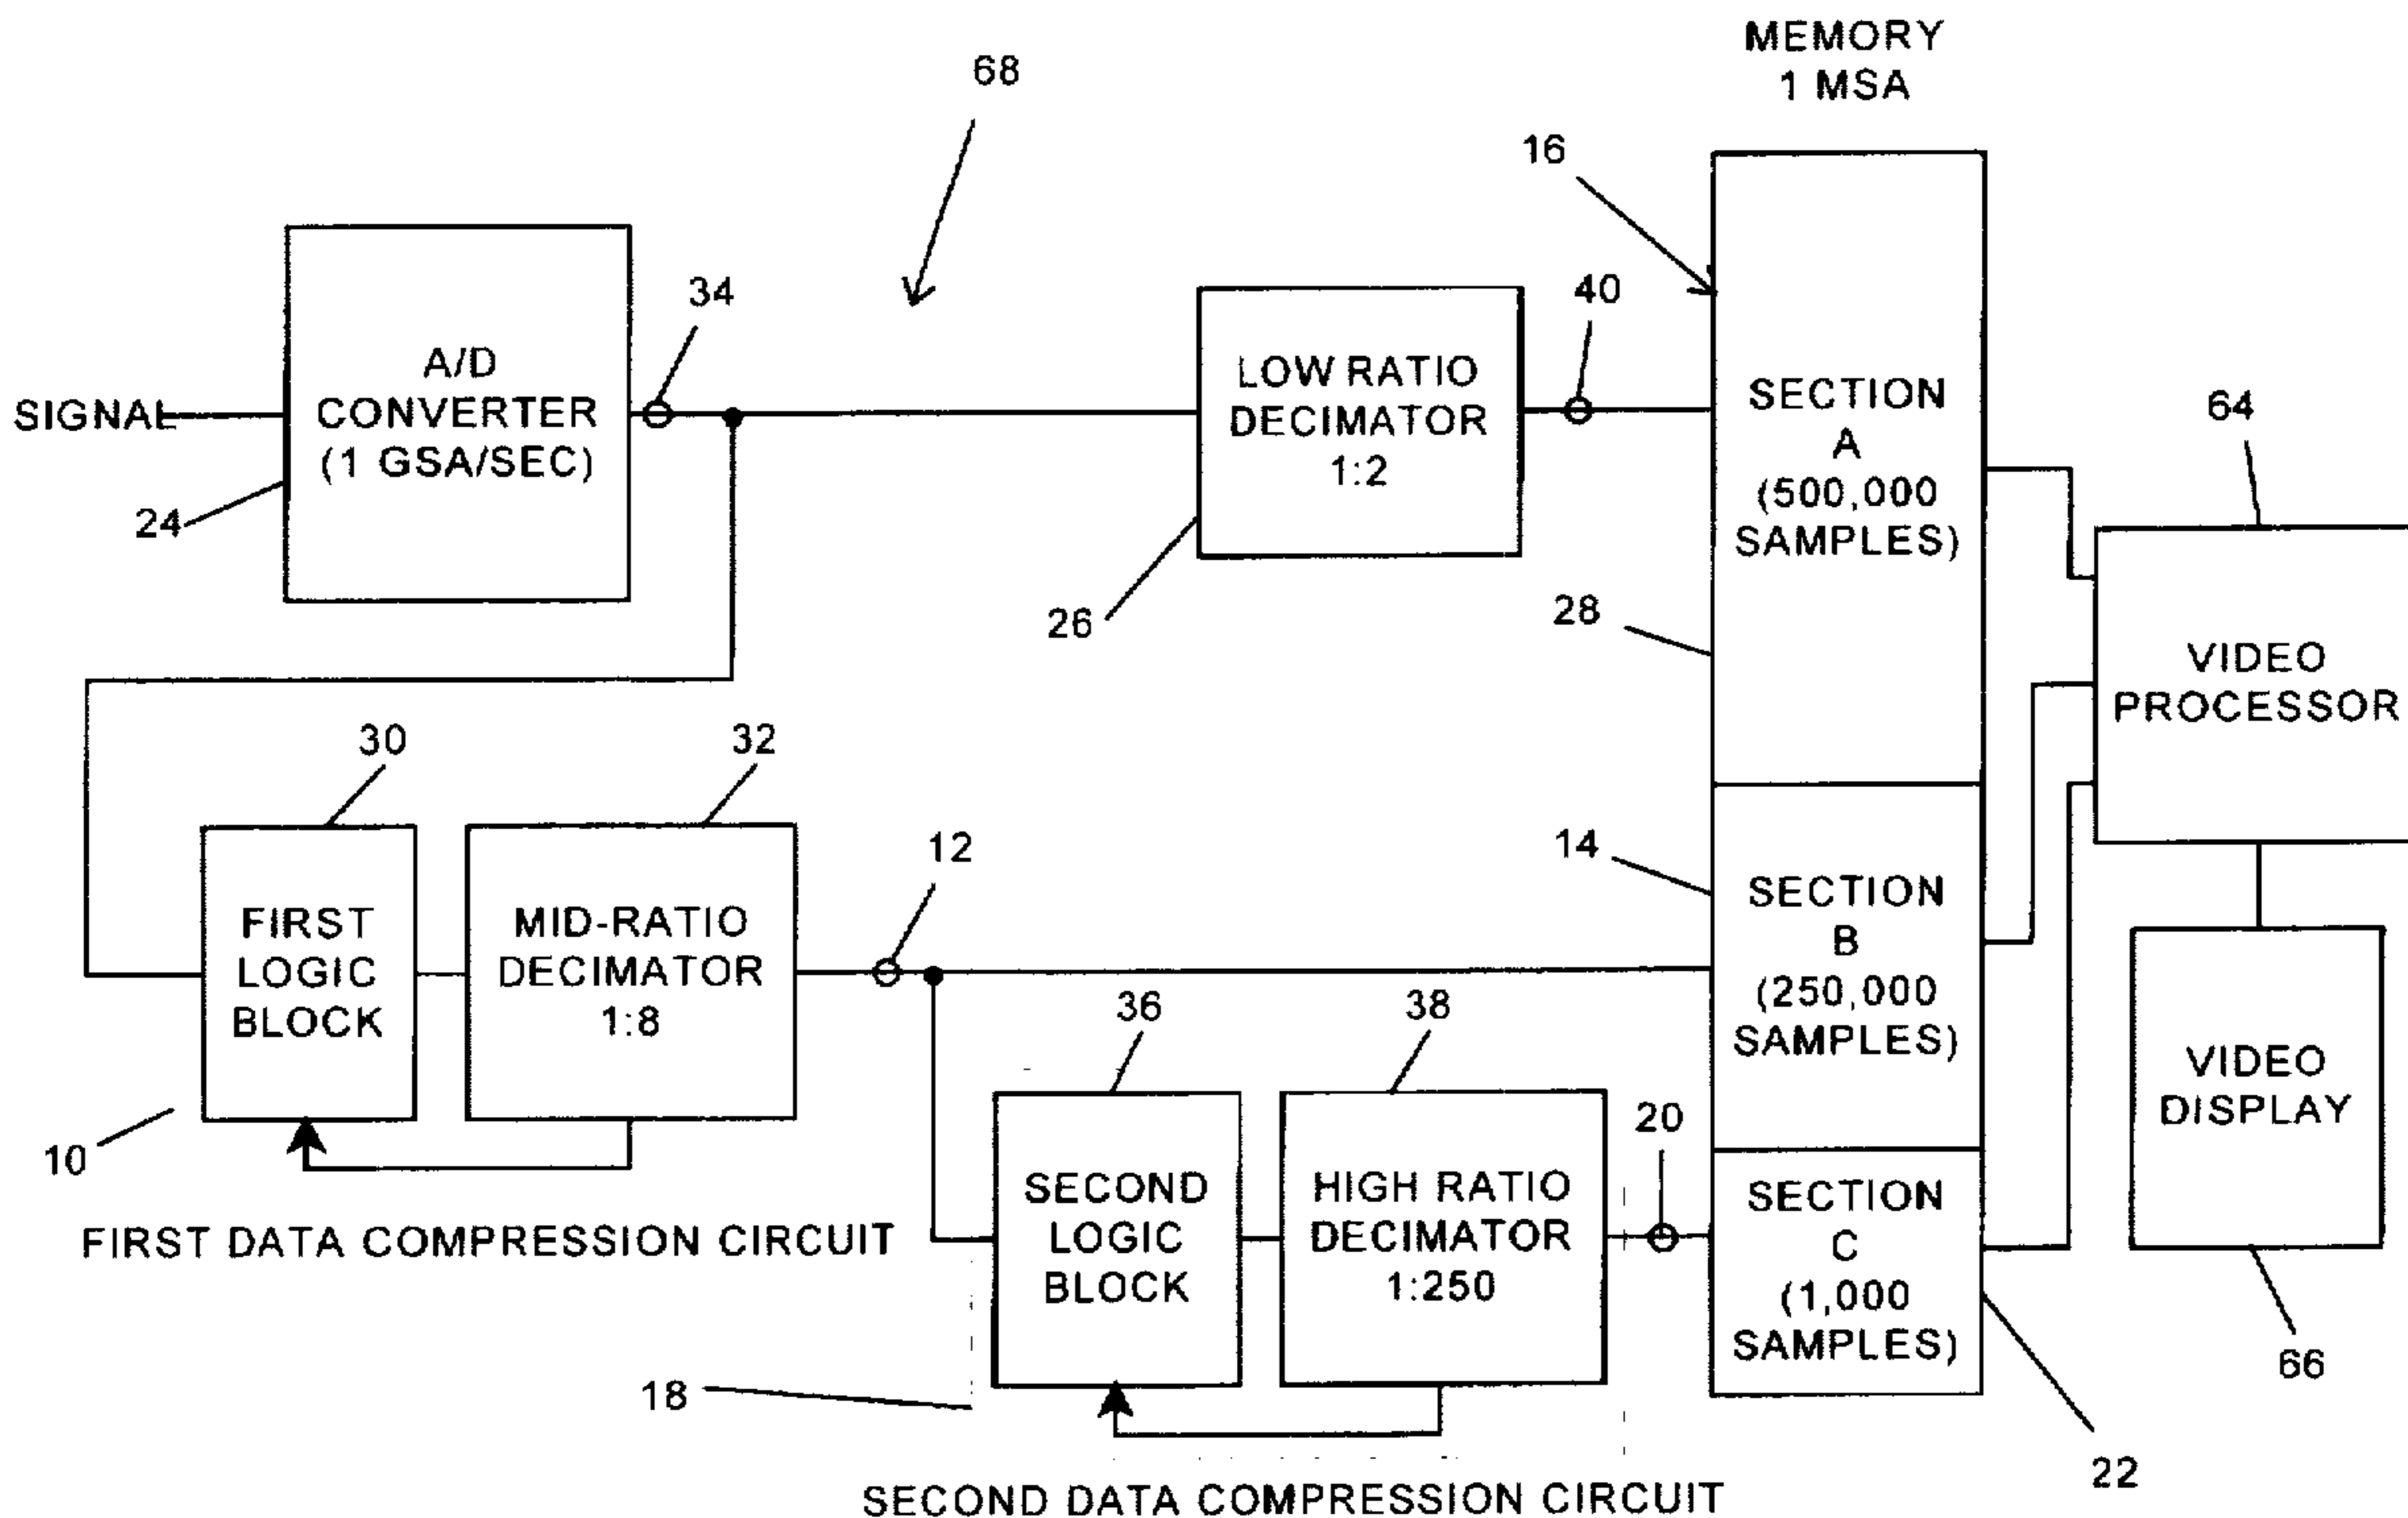 MEMORY
1 MSA
68
16
34
40
SIGNAL
A/D
CONVERTER
(1 GSA/SEC)
24
LOW RATIO
DECIMATOR
1:2
26
SECTION
A
(500,000
SAMPLES)
28
64
VIDEO
PROCESSOR
30
32
12
14
FIRST
LOGIC
BLOCK
MID-RATIO
DECIMATOR
1:8
SECTION
B
(250,000
SAMPLES)
36
38
20
VIDEO
DISPLAY
10
FIRST DATA COMPRESSION CIRCUIT
SECOND
LOGIC
BLOCK
HIGH RATIO
DECIMATOR
1:250
SECTION
C
(1,000
SAMPLES)
18
66
22
SECOND DATA COMPRESSION CIRCUIT